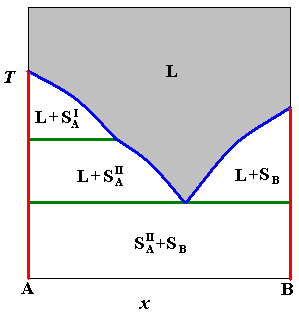 L
T
L + S_A^I
L + S_A^II
L + S_B
S_A^II + S_B
A
B
x